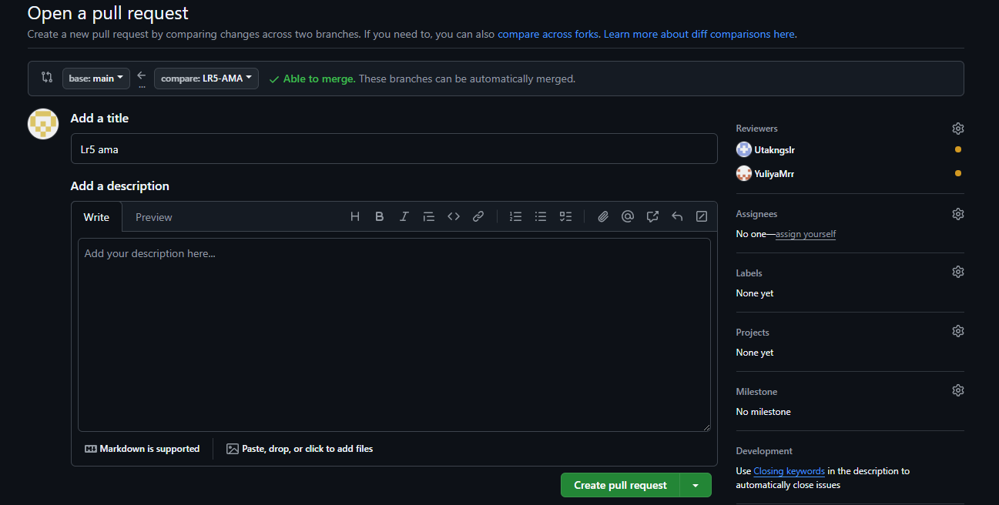 Open a pull request
Create a new pull request by comparing changes across two branches. If you need to, you can also compare across forks. Learn more about diff comparisons here.
base: main
compare: LR5-AMA
Able to merge. These branches can be automatically merged.
Add a title
Lr5 ama
Add a description
Write
Preview
Add your description here...
Markdown is supported
Paste, drop, or click to add files
Create pull request
Reviewers
Utakngslr
YuliyaMrr
Assignees
No one—assign yourself
Labels
None yet
Projects
None yet
Milestone
No milestone
Development
Use Closing keywords in the description to
automatically close issues